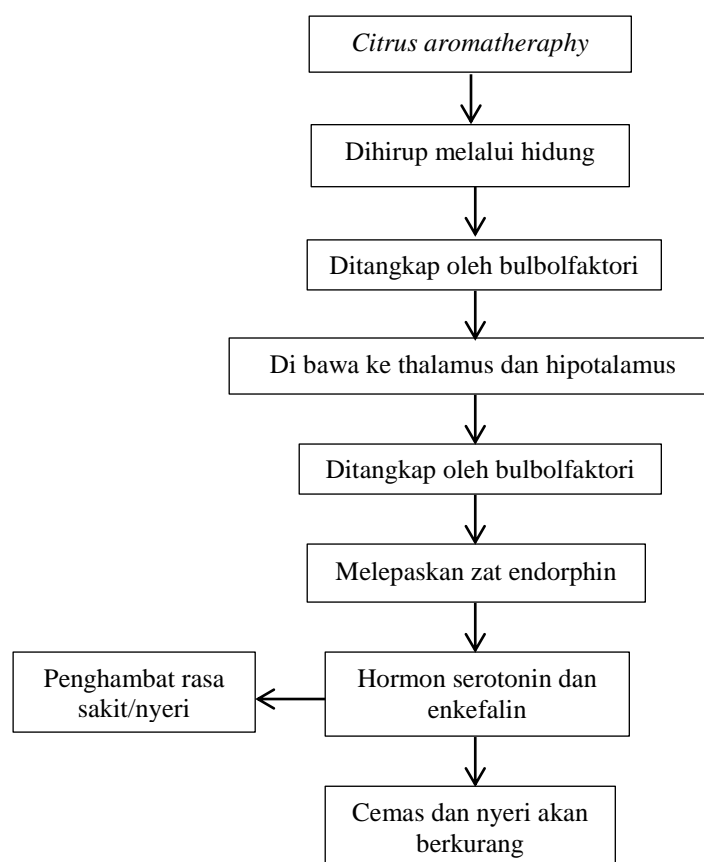 Citrus aromatheraphy
Dihirup melalui hidung
Ditangkap oleh bulbolfaktori
Di bawa ke thalamus dan hipotalamus
Ditangkap oleh bulbolfaktori
Melepaskan zat endorphin
Penghambat rasa
sakit/nyeri
Hormon serotonin dan
enkefalin
Cemas dan nyeri akan
berkurang